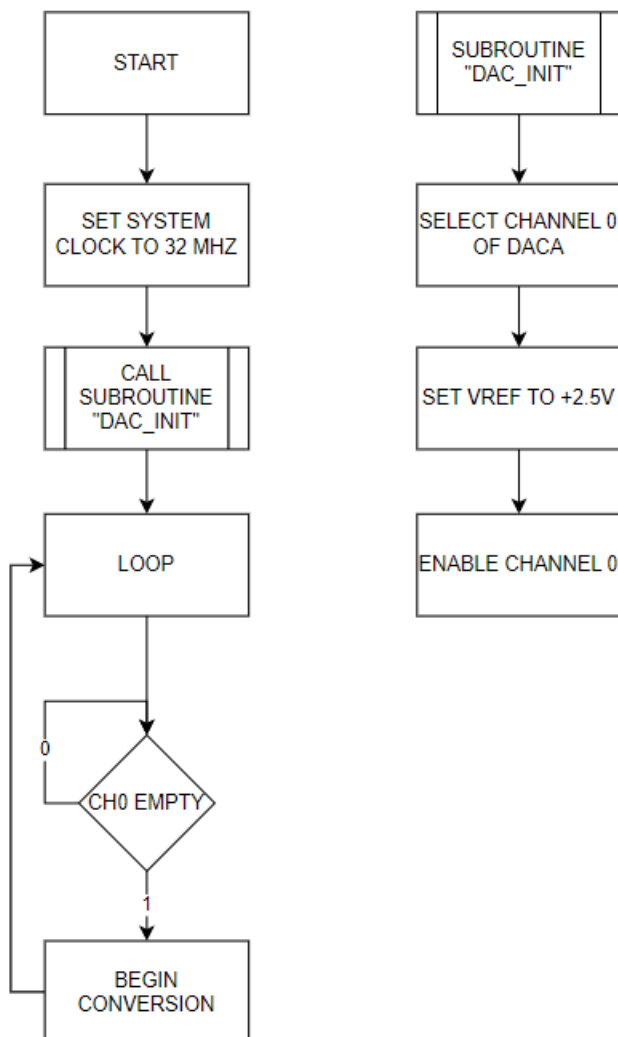 START
SET SYSTEM
CLOCK TO 32 MHZ
CALL
SUBROUTINE
"DAC_INIT"
LOOP
0
CH0 EMPTY
1
BEGIN
CONVERSION
SUBROUTINE
"DAC_INIT"
SELECT CHANNEL 0
OF DACA
SET VREF TO +2.5V
ENABLE CHANNEL 0